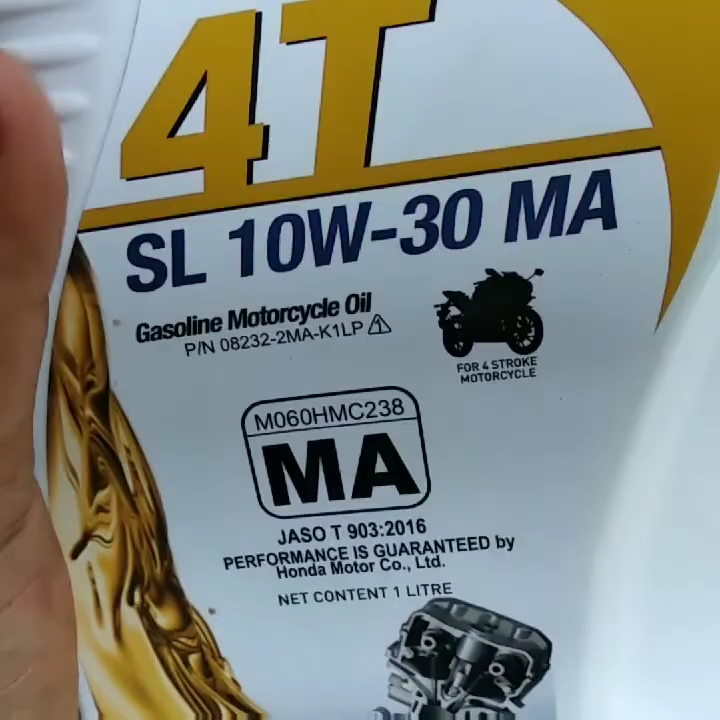 4T
SL 10W-30 MA
Gasoline Motorcycle Oil
P/N 08232-2MA-K1LP
FOR 4 STROKE
MOTORCYCLE
M060HMC238
MA
JASO T 903:2016
PERFORMANCE IS GUARANTEED by
Honda Motor Co., Ltd.
NET CONTENT 1 LITRE